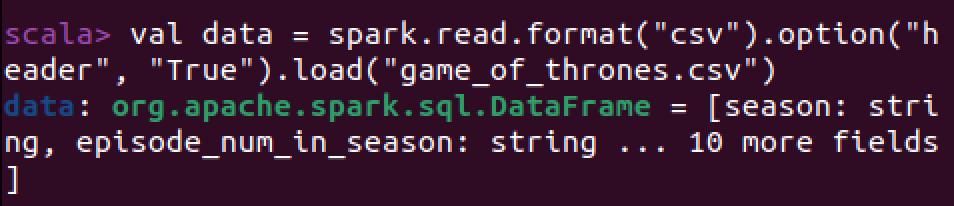 scala> val data = spark.read.format("csv").option("h
eader", "True").load("game_of_thrones.csv")
data: org.apache.spark.sql.DataFrame = [season: stri
ng, episode_num_in_season: string ... 10 more fields
]